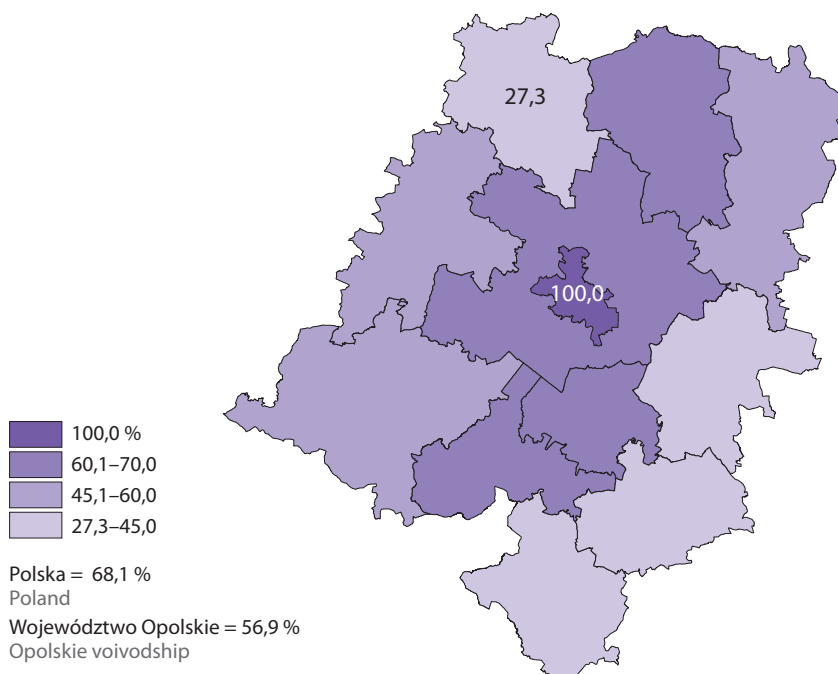 27,3
100,0
100,0 %
60,1–70,0
45,1–60,0
27,3–45,0
Polska = 68,1 %
Poland
Województwo Opolskie = 56,9 %
Opolskie voivodship